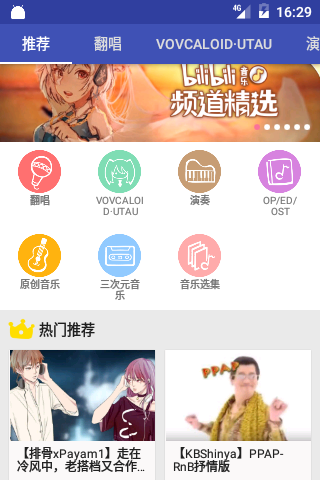 4G 16:29
推荐 翻唱 VOVCALOID·UTAU 演
bilibili 音乐
频道精选
翻唱
VOVCALOI
D·UTAU
演奏
OP/ED/
OST
原创音乐
三次元音
乐
音乐选集
热门推荐
PPAP
【排骨xPayam1】走在
冷风中，老搭档又合作...
【KBShinya】PPAP-
RnB抒情版